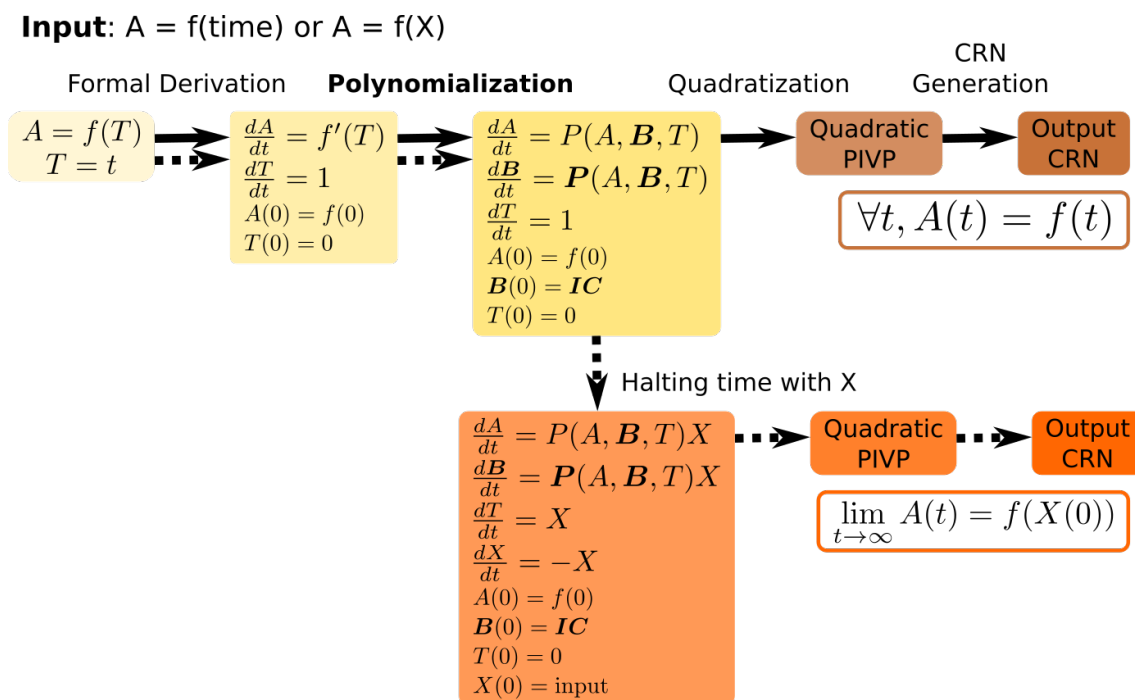 Input: A = f(time) or A = f(X)
Formal Derivation
Polynomialization
Quadratization
CRN
Generation
A = f(T)
T = t
dA/dt = f′(T)
dT/dt = 1
A(0) = f(0)
T(0) = 0
dA/dt = P(A, B, T)
dB/dt = P(A, B, T)
dT/dt = 1
A(0) = f(0)
B(0) = IC
T(0) = 0
Quadratic
PIVP
Output
CRN
∀t, A(t) = f(t)
Halting time with X
dA/dt = P(A, B, T)X
dB/dt = P(A, B, T)X
dT/dt = X
dX/dt = −X
A(0) = f(0)
B(0) = IC
T(0) = 0
X(0) = input
Quadratic
PIVP
Output
CRN
lim t→∞ A(t) = f(X(0))